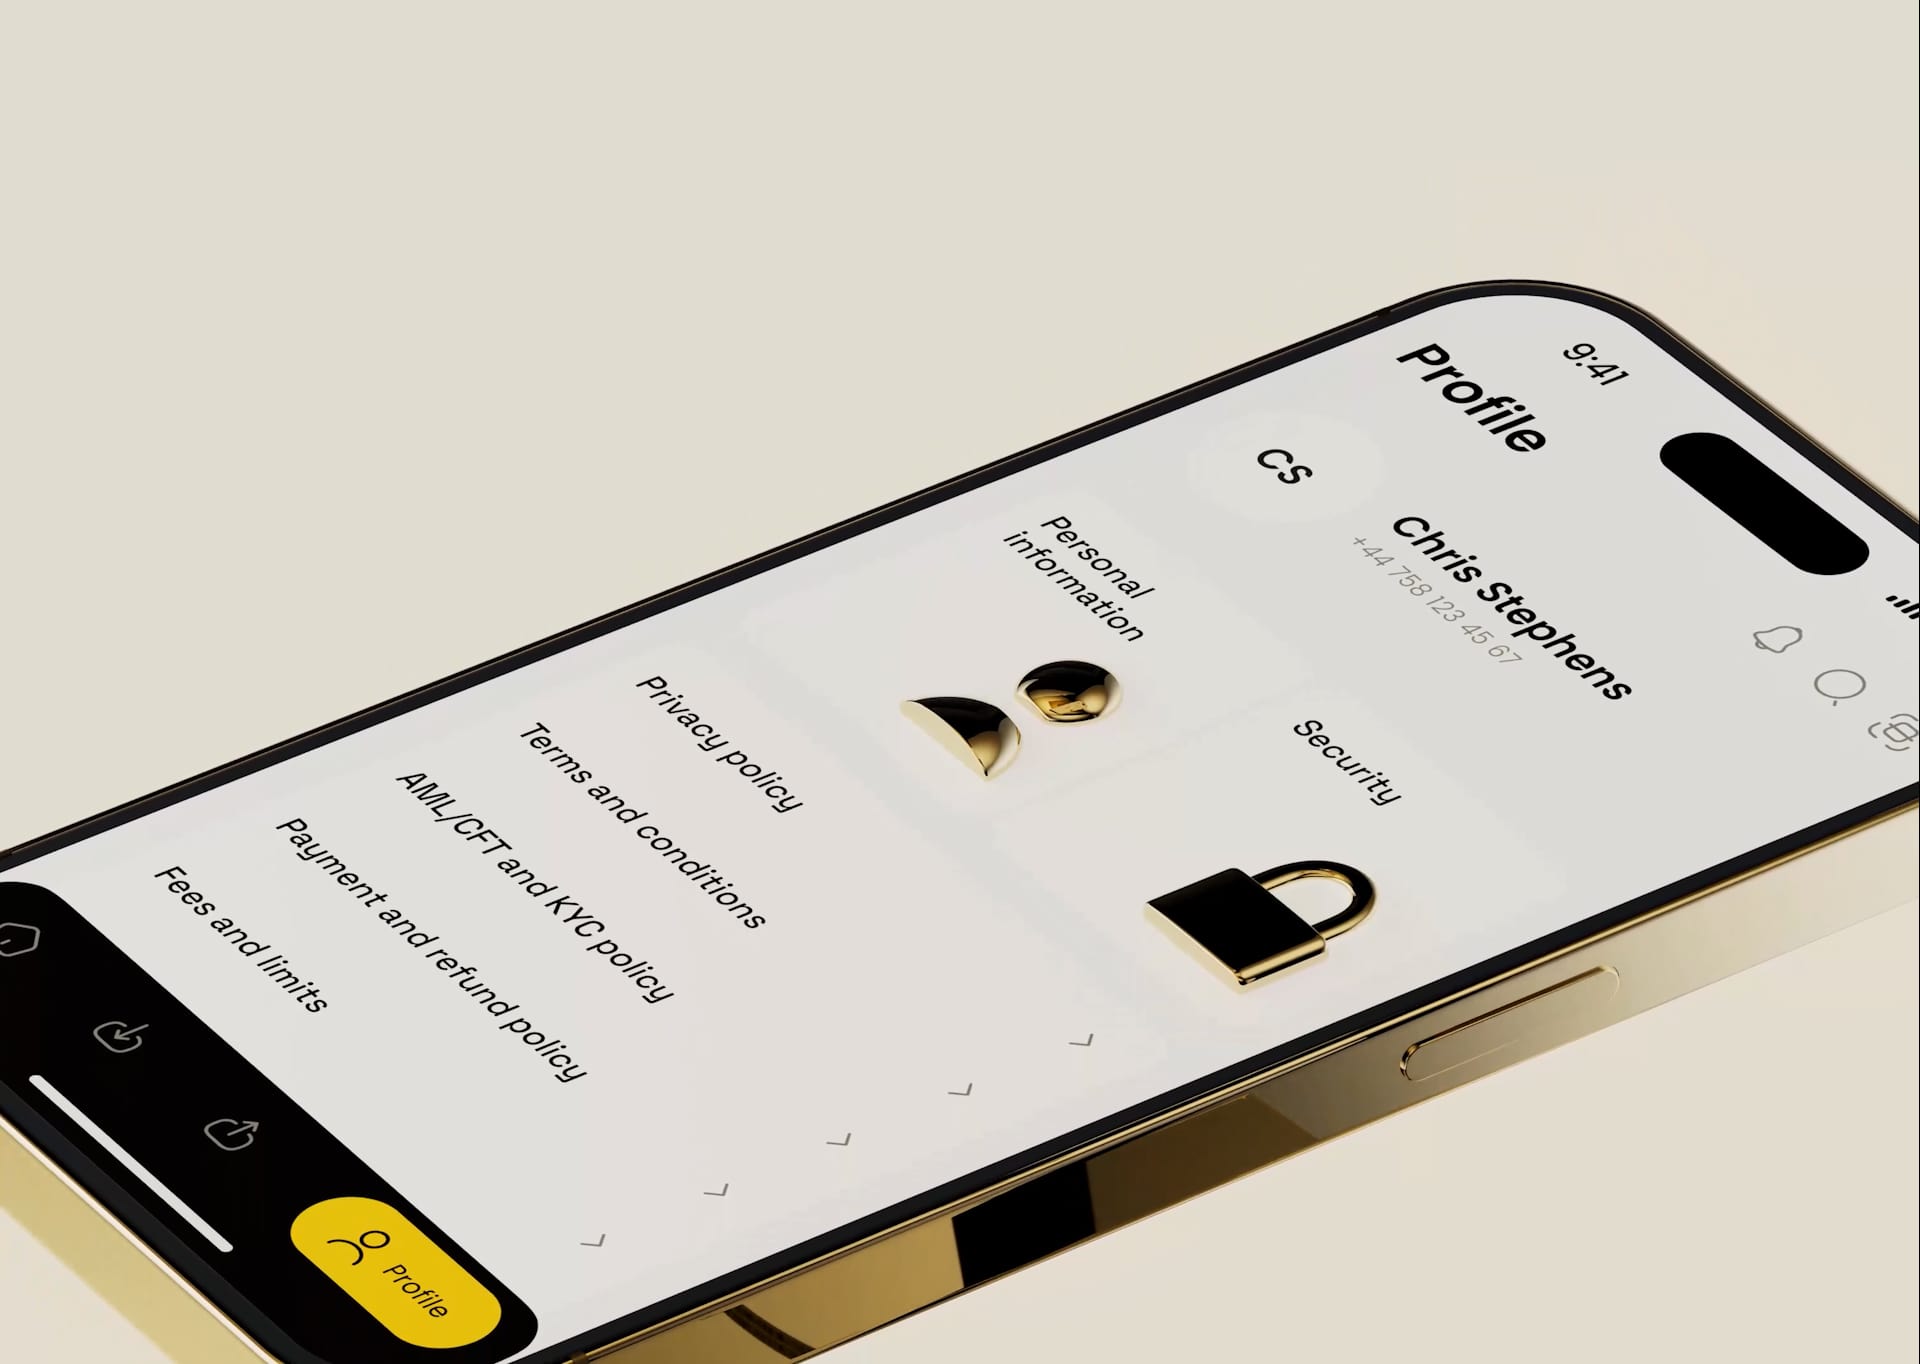 9:41
Profile
CS
Chris Stephens
+44 758 123 45 67
Personal
information
Security
Privacy policy
Terms and conditions
AML/CFT and KYC policy
Payment and refund policy
Fees and limits
Profile